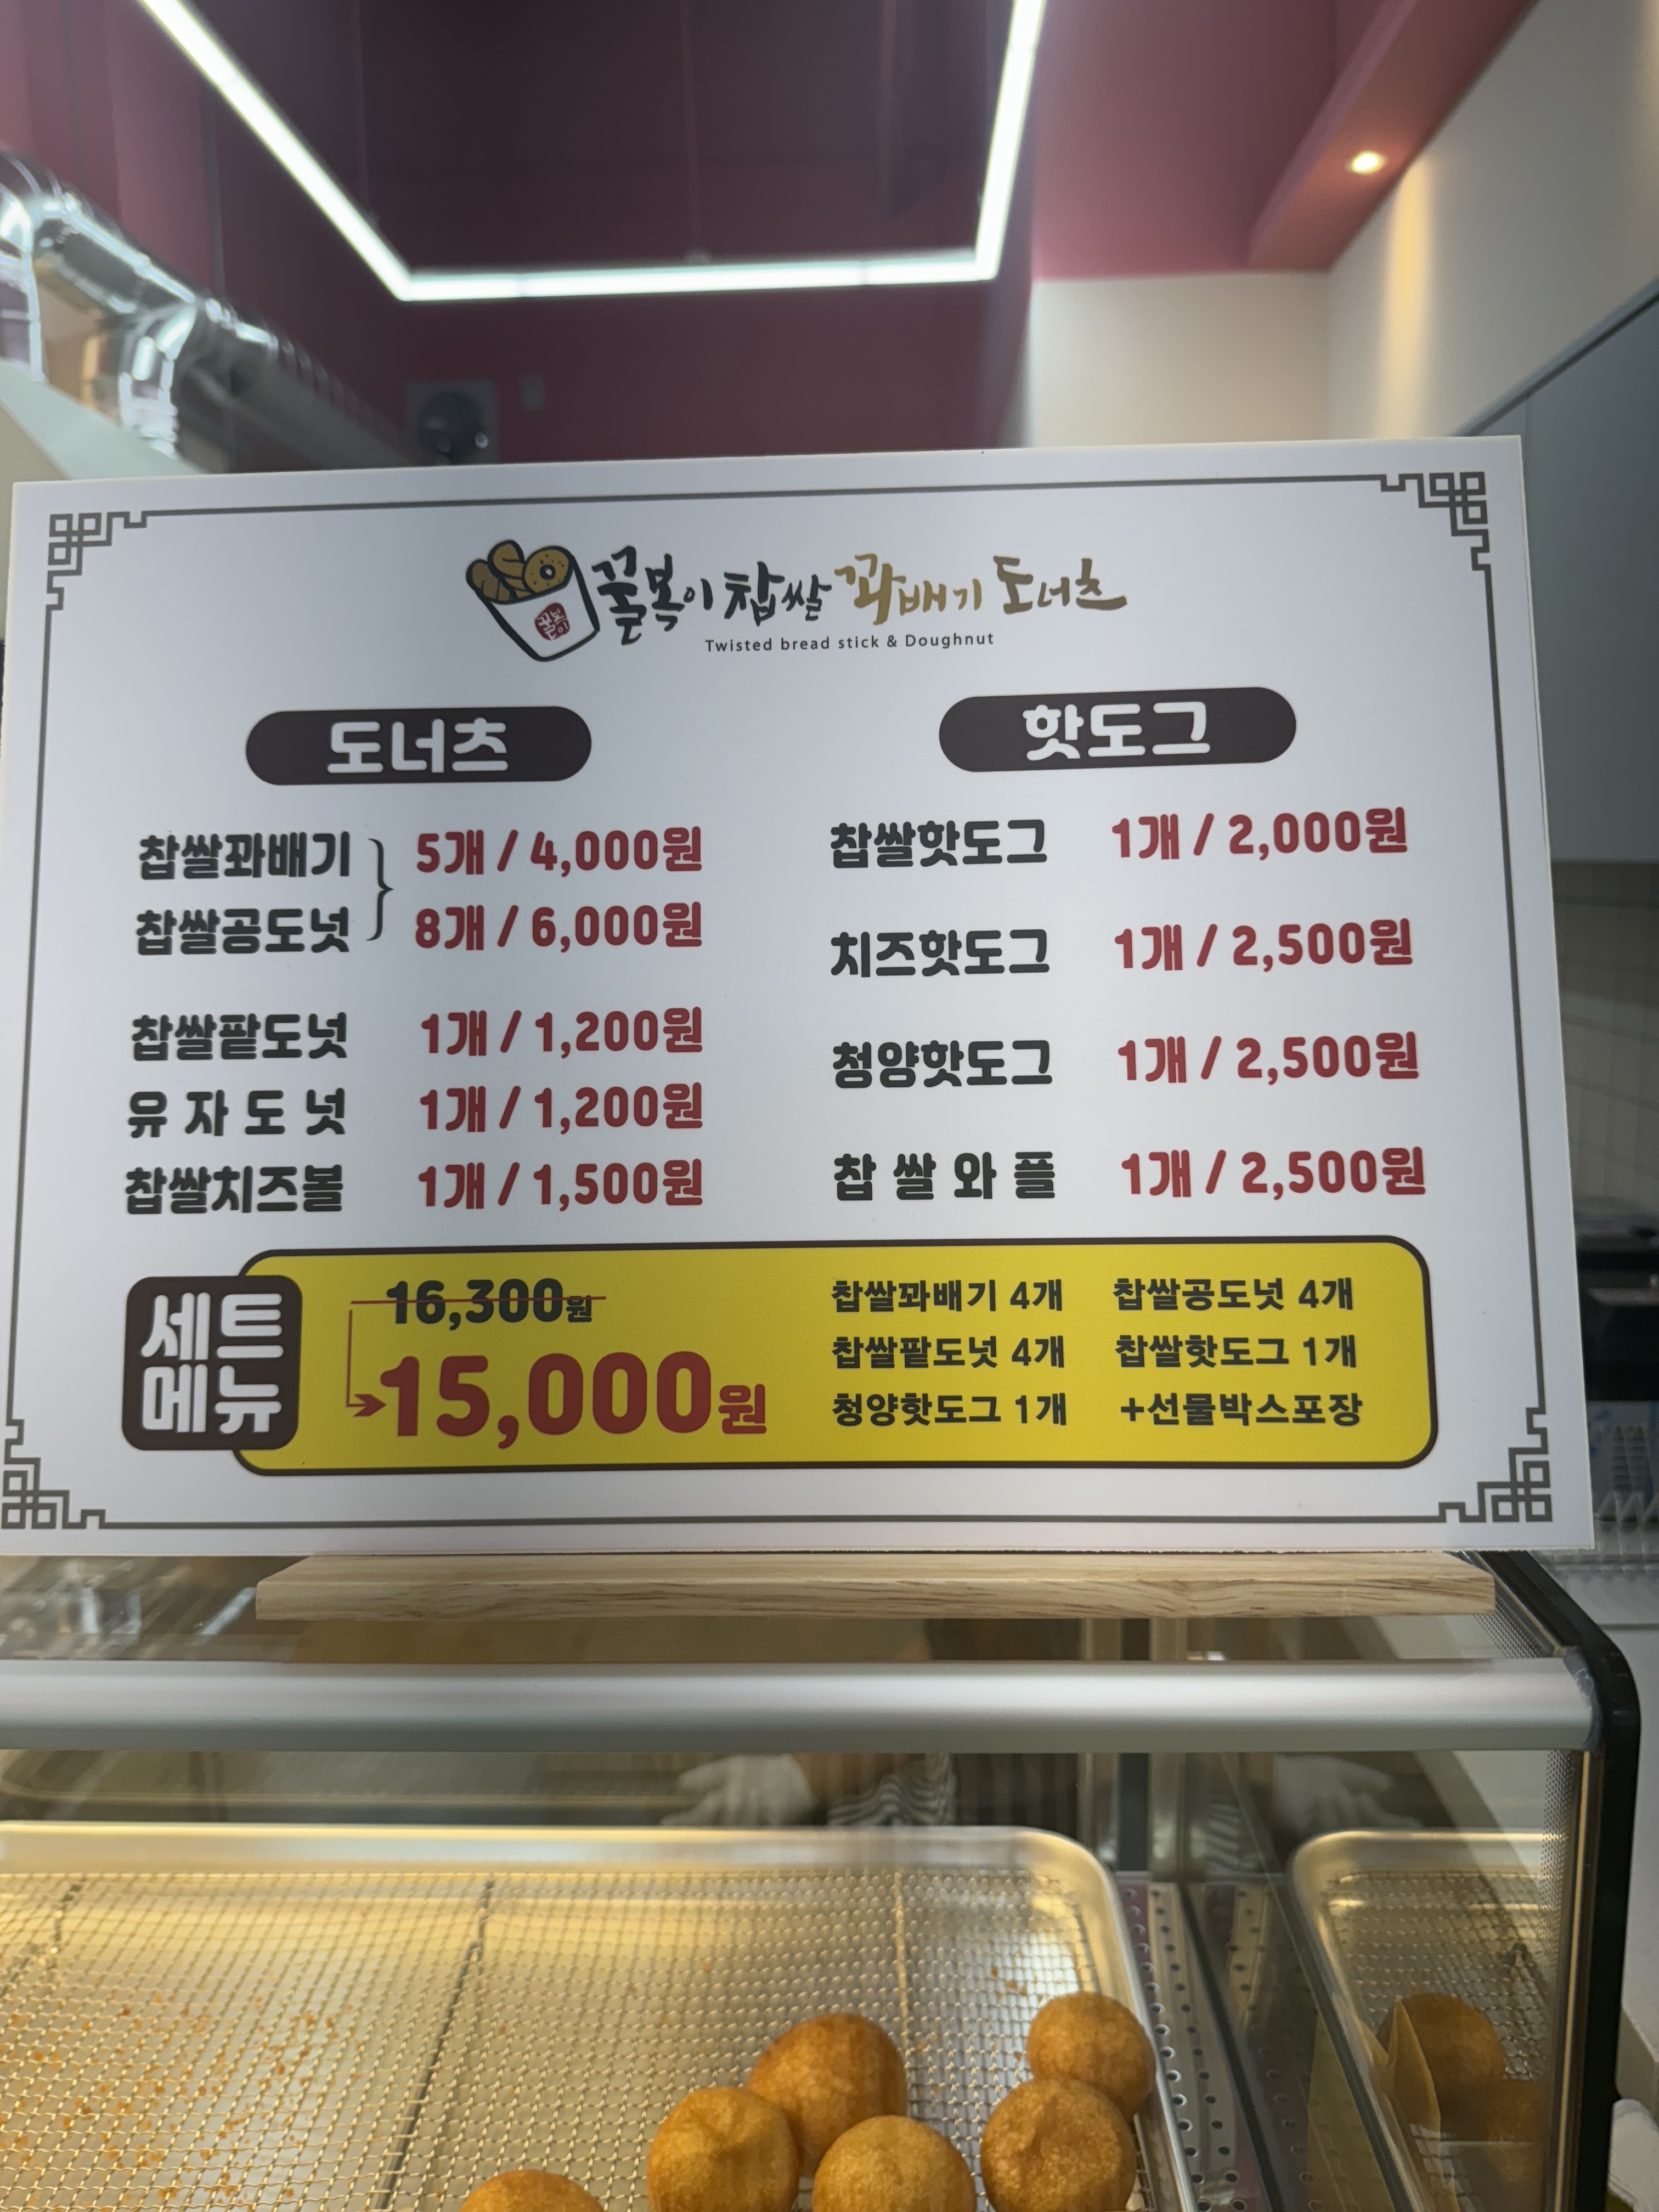 꿀복이 찹쌀 꽈배기 도너츠
꿀복이
Twisted bread stick & Doughnut
도너츠
찹쌀꽈배기 } 5개 / 4,000원
찹쌀공도넛 8개 / 6,000원
찹쌀팥도넛 1개 / 1,200원
유 자 도 넛 1개 / 1,200원
찹쌀치즈볼 1개 / 1,500원
핫도그
찹쌀핫도그 1개 / 2,000원
치즈핫도그 1개 / 2,500원
청양핫도그 1개 / 2,500원
찹 쌀 와 플 1개 / 2,500원
세트
메뉴
16,300원
15,000원
찹쌀꽈배기 4개 찹쌀공도넛 4개
찹쌀팥도넛 4개 찹쌀핫도그 1개
청양핫도그 1개 +선물박스포장